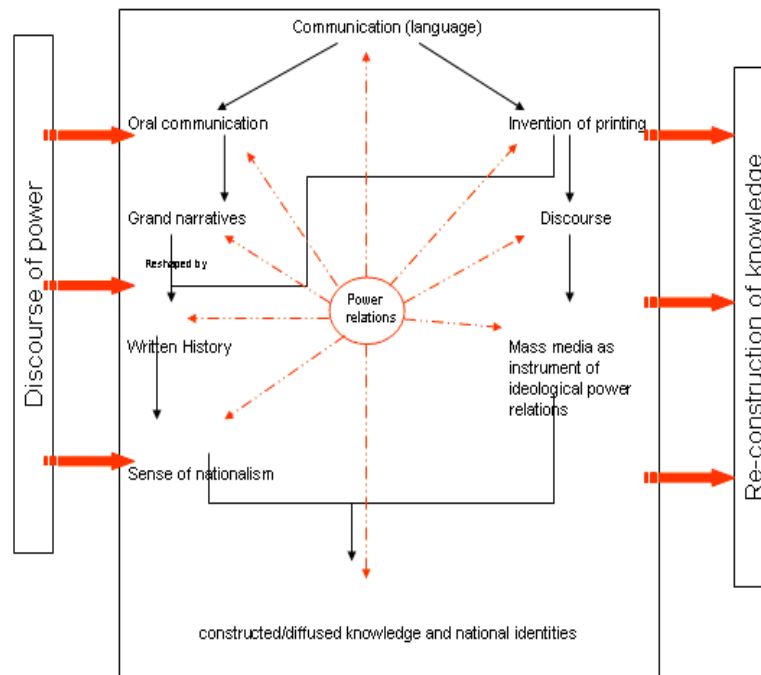 Communication (language)
Discourse of power
Oral communication
Invention of printing
Grand narratives
Discourse
Reshaped by
Power
relations
Written History
Mass media as
instrument of
ideological power
relations
Sense of nationalism
constructed/diffused knowledge and national identities
Re-construction of knowledge